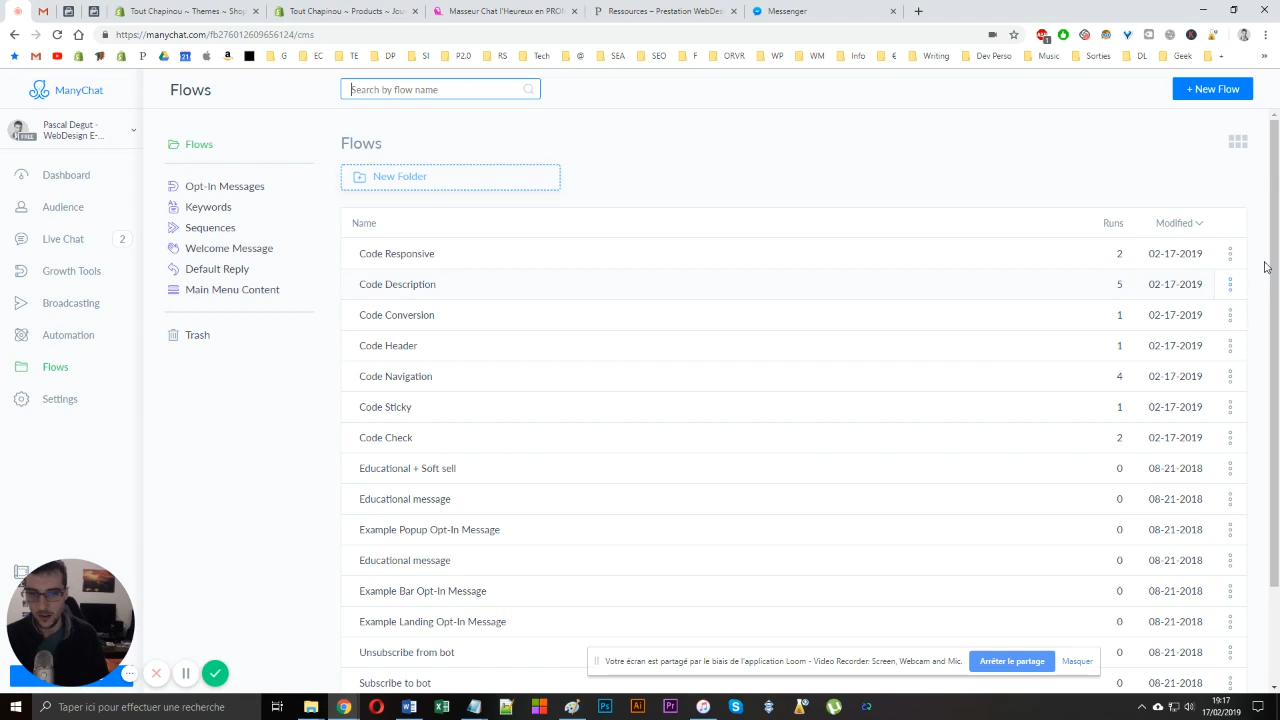 Tout Chapinou ~ Themes ~ Shop
Tout Chapinou ~ Products ~ Jou
Masseur Chat l'Heureux en PRO
Ressources – Prestation WebDes
Messenger
https://manychat.com/fb276012609656124/cms
G
EC
TE
DP
SI
P2.0
RS
Tech
@
SEA
SEO
F
ORVR
WP
WM
Info
€
Writing
Dev Perso
Music
Sorties
DL
Geek
+
ManyChat
Flows
Search by flow name
+ New Flow
Pascal Degut -
WebDesign E-...
FREE
Dashboard
Audience
Live Chat 2
Growth Tools
Broadcasting
Automation
Flows
Settings
Flows
Opt-In Messages
Keywords
Sequences
Welcome Message
Default Reply
Main Menu Content
Trash
Flows
New Folder
Name Runs Modified
Code Responsive 2 02-17-2019
Code Description 5 02-17-2019
Code Conversion 1 02-17-2019
Code Header 1 02-17-2019
Code Navigation 4 02-17-2019
Code Sticky 1 02-17-2019
Code Check 2 02-17-2019
Educational + Soft sell 0 08-21-2018
Educational message 0 08-21-2018
Example Popup Opt-In Message 0 08-21-2018
Educational message 0 08-21-2018
Example Bar Opt-In Message 0 08-21-2018
Example Landing Opt-In Message 0 08-21-2018
Unsubscribe from bot 0 08-21-2018
Subscribe to bot 0 08-21-2018
Votre écran est partagé par le biais de l'application Loom - Video Recorder: Screen, Webcam and Mic.
Arrêter le partage
Masquer
Taper ici pour effectuer une recherche
19:17
17/02/2019